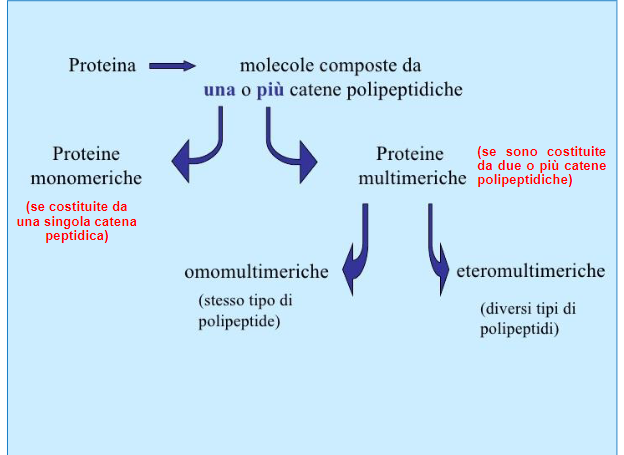 Proteina
molecole composte da
una o più catene polipeptidiche
Proteine
monomeriche
(se costituite da
una singola catena
peptidica)
Proteine
multimeriche
(se sono costituite
da due o più catene
polipeptidiche)
omomultimeriche
(stesso tipo di
polipeptide)
eteromultimeriche
(diversi tipi di
polipeptidi)